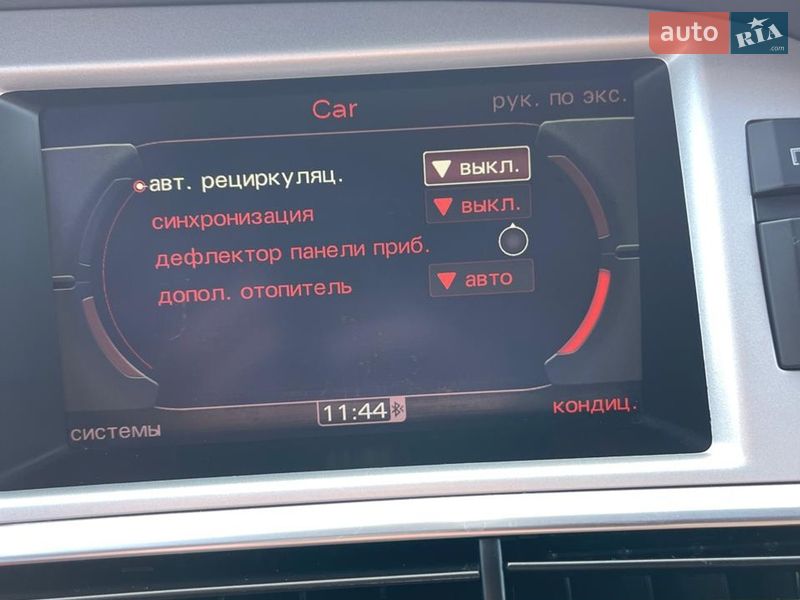 auto RIA .com
Car
рук. по экс.
авт. рециркуляц. выкл.
синхронизация выкл.
дефлектор панели приб.
допол. отопитель авто
11:44
системы
кондиц.